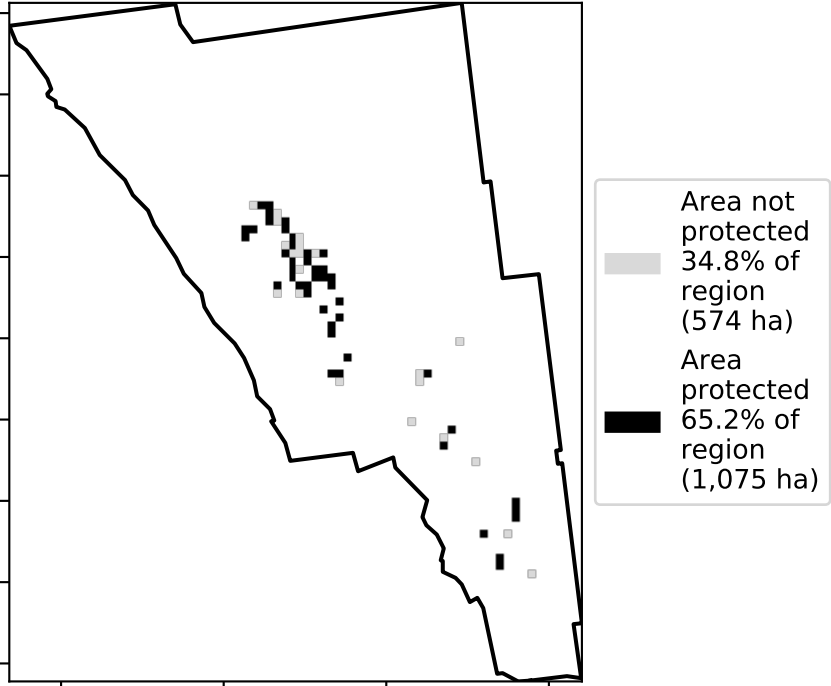 Area not
protected
34.8% of
region
(574 ha)
Area
protected
65.2% of
region
(1,075 ha)